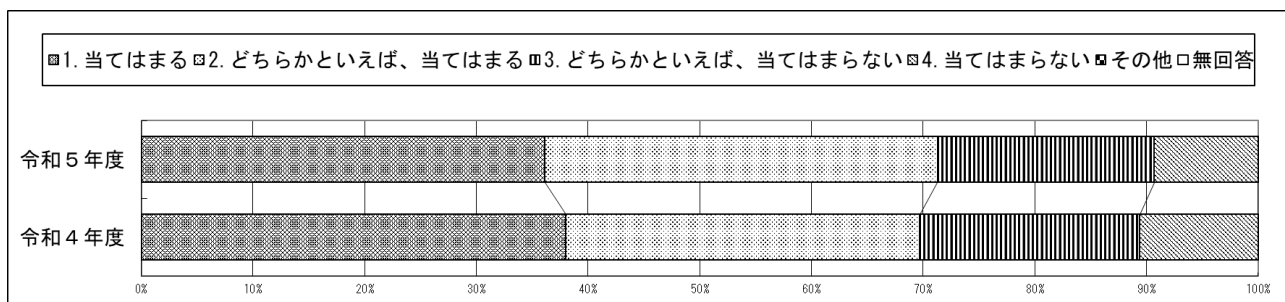 1.当てはまる 2.どちらかといえば、当てはまる 3.どちらかといえば、当てはまらない 4.当てはまらない その他 無回答
令和５年度
令和４年度
0% 10% 20% 30% 40% 50% 60% 70% 80% 90% 100%